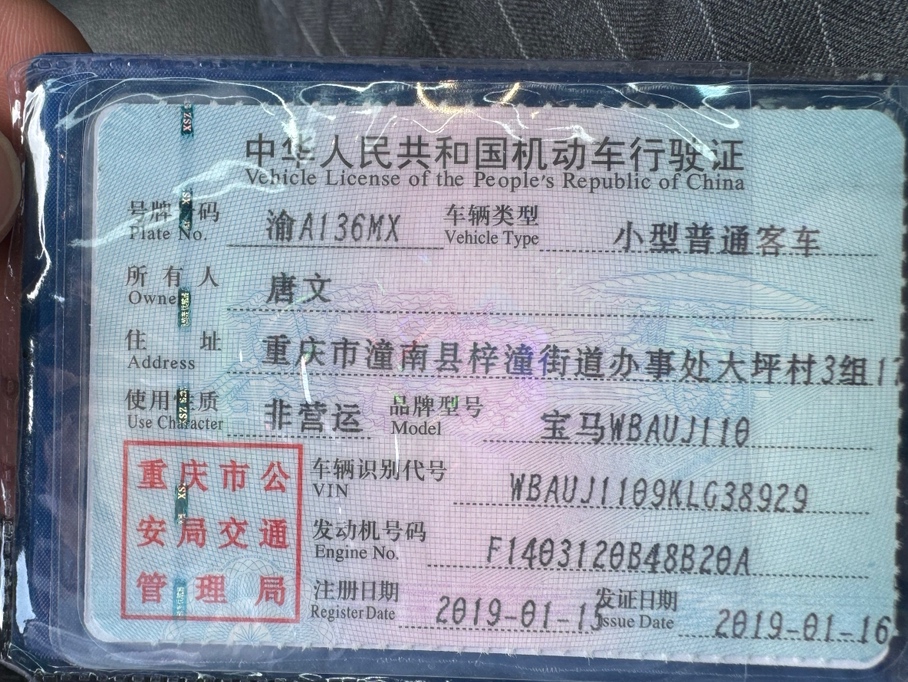 中华人民共和国机动车行驶证
Vehicle License of the People's Republic of China
号牌号码 渝A136MX 车辆类型 小型普通客车
Plate No. Vehicle Type
所有人 唐文
Owner
住址 重庆市潼南县梓潼街道办事处大坪村3组17
Address
使用性质 非营运 品牌型号 宝马WBAUJ110
Use Character Model
重庆市公安局交通管理局
车辆识别代号 WBAUJ1109KLG38929
VIN
发动机号码 F1403120B48B20A
Engine No.
注册日期 2019-01-15 发证日期 2019-01-16
Register Date Issue Date